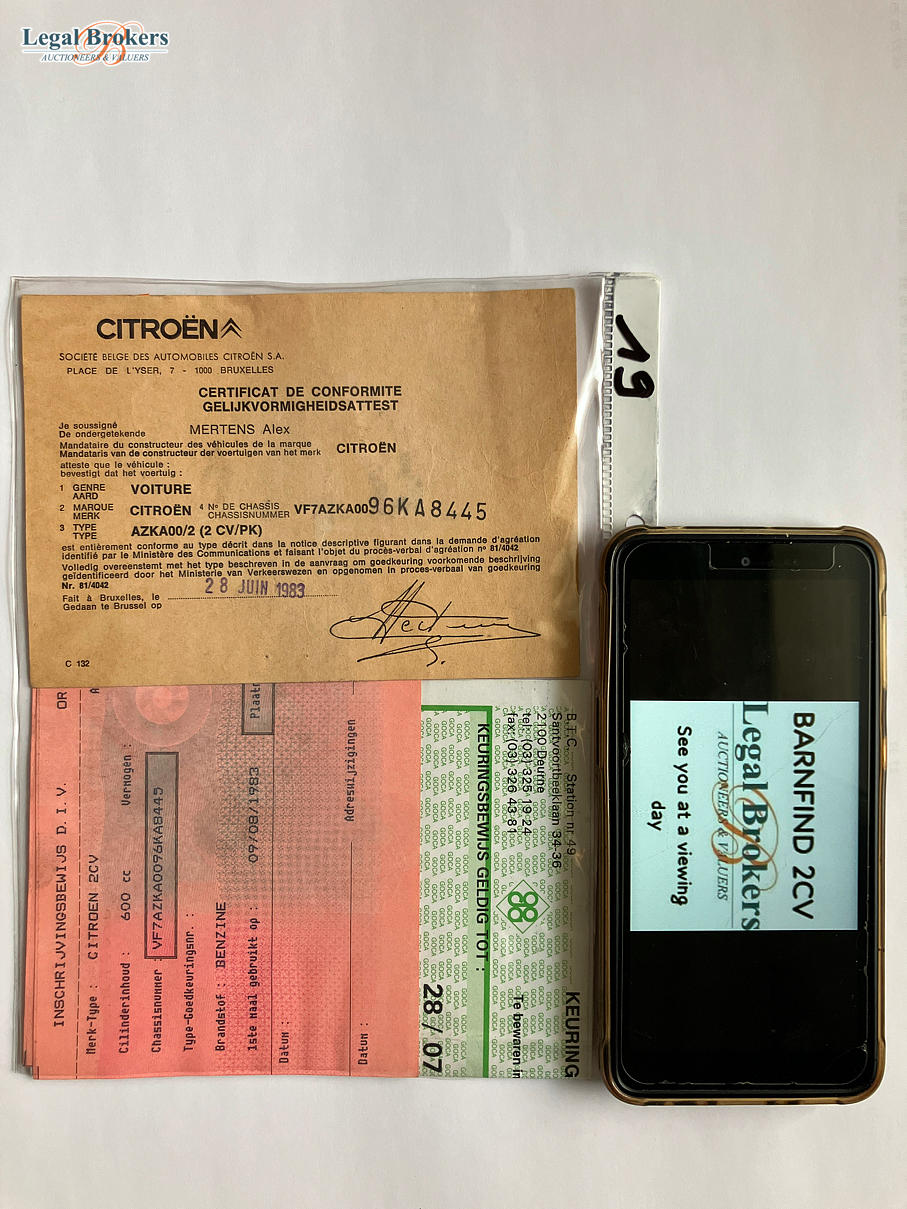 Legal Brokers
AUCTIONEERS & VALUERS
19
CITROËN
SOCIÉTÉ BELGE DES AUTOMOBILES CITROËN S.A.
PLACE DE L'YSER, 7 - 1000 BRUXELLES
CERTIFICAT DE CONFORMITE
GELIJKVORMIGHEIDSATTEST
Je soussigné
De ondergetekende MERTENS Alex
Mandataire du constructeur des véhicules de la marque
Mandataris van de constructeur der voertuigen van het merk CITROËN
atteste que le véhicule :
bevestigt dat het voertuig :
1 GENRE
AARD VOITURE
2 MARQUE
MERK CITROËN 4 Nº DE CHASSIS
CHASSISNUMMER VF7AZKA0096KA8445
3 TYPE
TYPE AZKA00/2 (2 CV/PK)
est entièrement conforme au type décrit dans la notice descriptive figurant dans la demande d'agréation
identifié par le Ministère des Communications et faisant l'objet du procès-verbal d'agréation nº 81/4042
Volledig overeenstemt met het type beschreven in de aanvraag om goedkeuring voorkomende beschrijving
geïdentificeerd door het Ministerie van Verkeerswezen en opgenomen in proces-verbaal van goedkeuring
Nr. 81/4042
Fait à Bruxelles, le
Gedaan te Brussel op 28 JUIN 1983
C 132
INSCHRIJVINGSBEWIJS D. I. V. OR
Merk-Type : CITROEN 2CV A
Cilinderinhoud : 600 cc Vermogen :
Chassisnummer : VF7AZKA0096KA8445
Type-Goedkeuringsnr. :
Brandstof : BENZINE
1ste maal gebruikt op : 09/08/1983 Plaatn
Datum :
Datum : Adreswijzigingen
B.T.C. Station nr 49
Santvoortbeeklaan 34-36
2100 Deurne
tel: (03) 325 19 24
fax: (03) 326 43 81
KEURING
Te bewaren in
KEURINGSBEWIJS GELDIG TOT :
28 / 07
BARNFIND 2CV
Legal Brokers
AUCTIONEERS & VALUERS
See you at a viewing
day